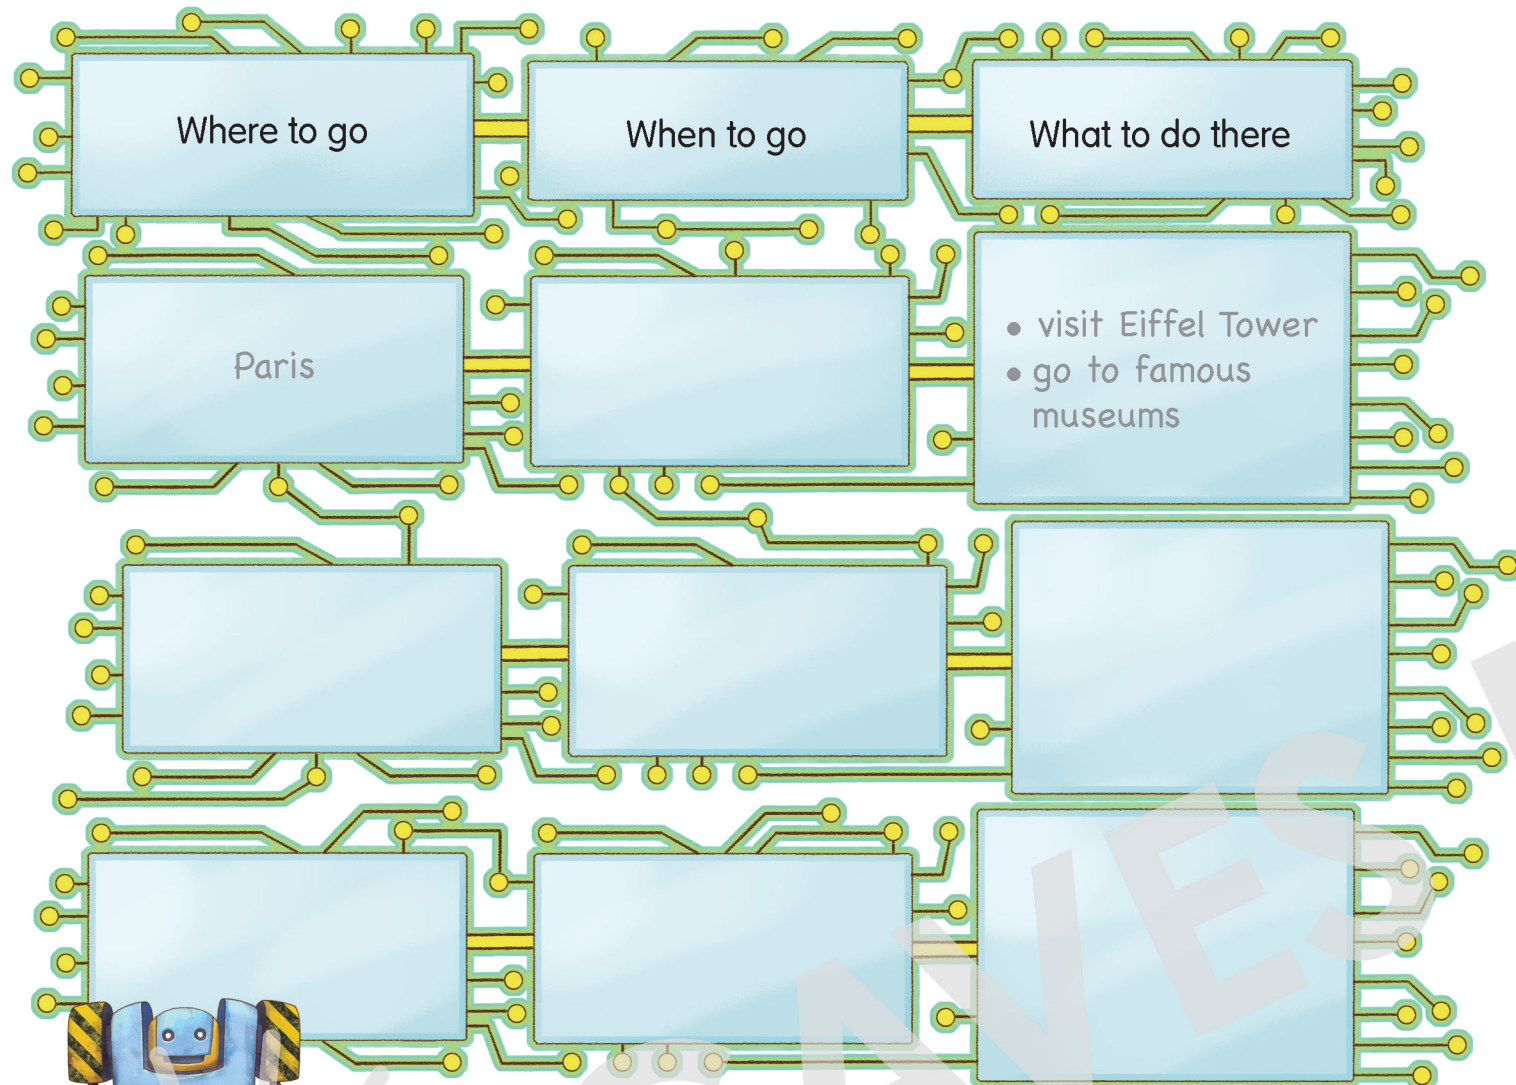 Where to go
When to go
What to do there
Paris
• visit Eiffel Tower
• go to famous
museums